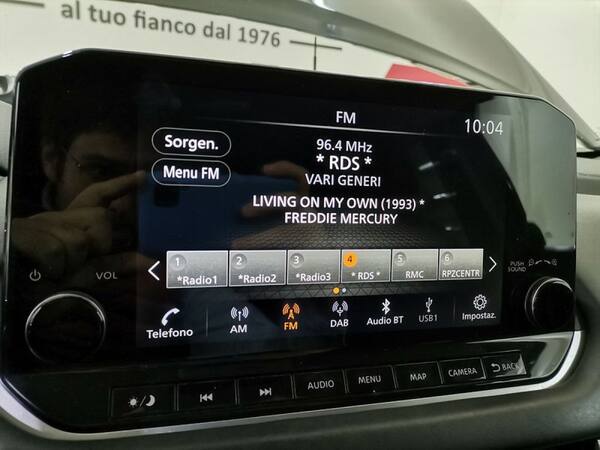 al tuo fianco dal 1976
FM
10:04
Sorgen.
Menu FM
96.4 MHz
* RDS *
VARI GENERI
LIVING ON MY OWN (1993) *
FREDDIE MERCURY
1 2 3 4 5 6
*Radio1 *Radio2 *Radio3 * RDS * RMC RPZCENTR
Telefono AM FM DAB Audio BT USB1 Impostaz.
VOL
PUSH
SOUND
AUDIO MENU MAP CAMERA BACK